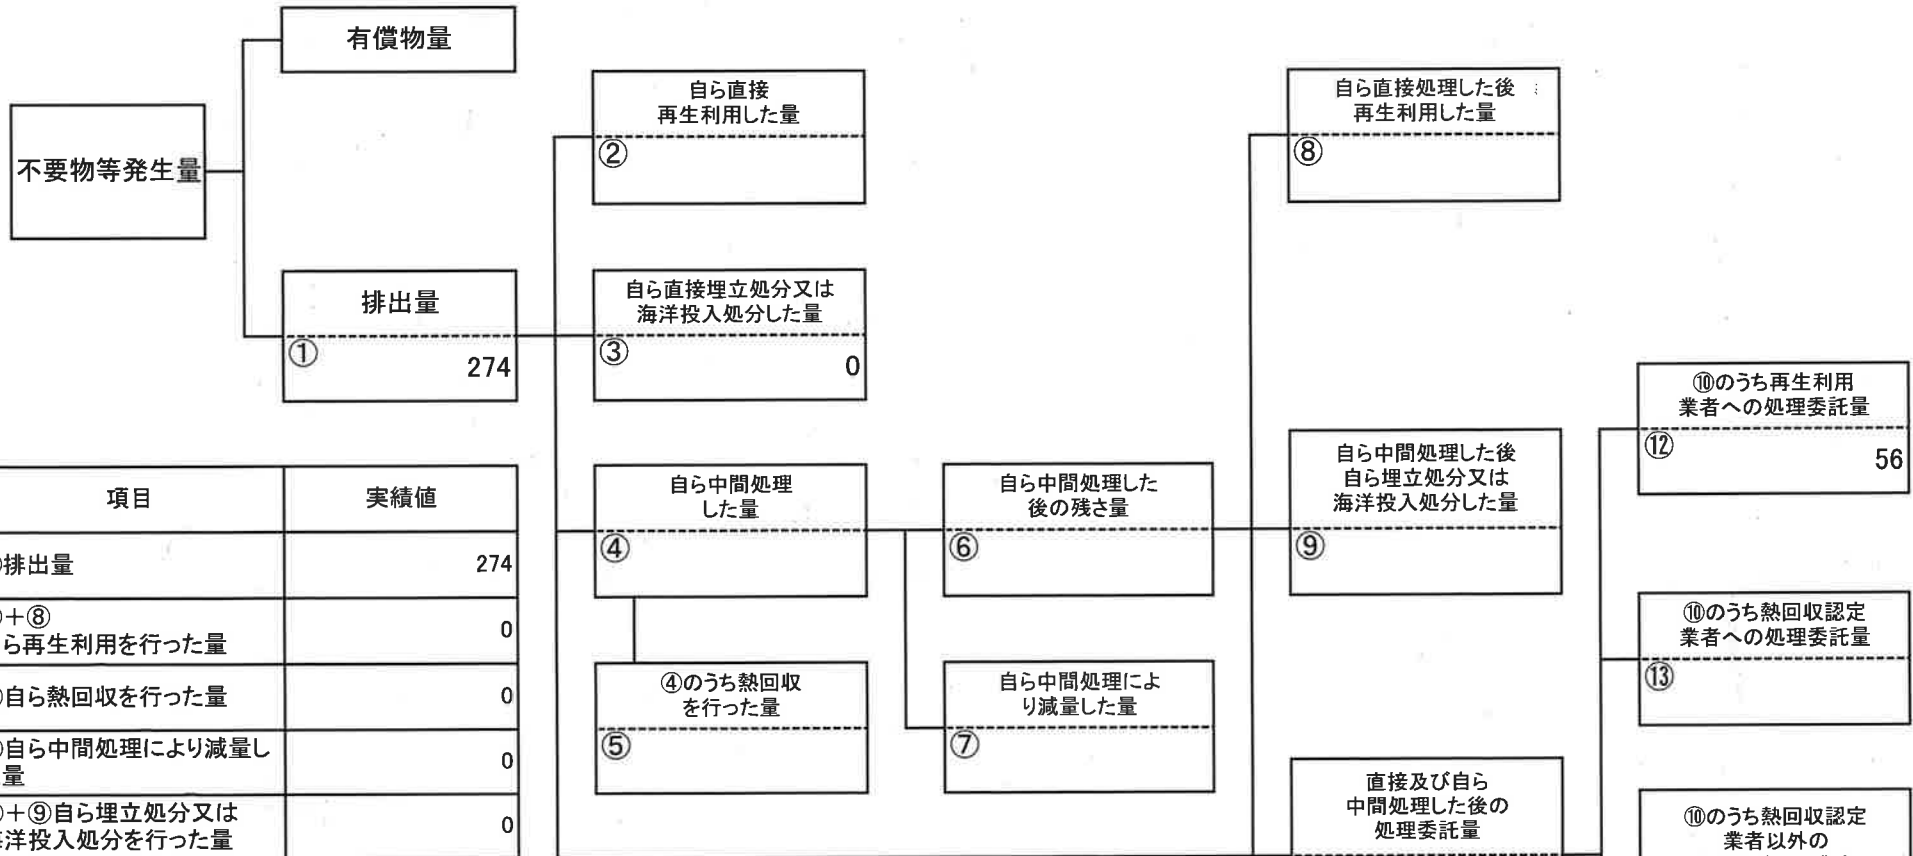 有償物量
不要物等発生量
排出量
①
274
自ら直接
再生利用した量
②
自ら直接埋立処分又は
海洋投入処分した量
③
0
自ら中間処理
した量
④
④のうち熱回収
を行った量
⑤
自ら中間処理した
後の残さ量
⑥
自ら中間処理によ
り減量した量
⑦
自ら直接処理した後
再生利用した量
⑧
自ら中間処理した後
自ら埋立処分又は
海洋投入処分した量
⑨
直接及び自ら
中間処理した後の
処理委託量
⑩のうち再生利用
業者への処理委託量
⑫
56
⑩のうち熱回収認定
業者への処理委託量
⑬
⑩のうち熱回収認定
業者以外の
項目 実績値
排出量 274
+⑧
ら再生利用を行った量 0
自ら熱回収を行った量 0
自ら中間処理により減量し
量 0
+⑨自ら埋立処分又は
洋投入処分を行った量 0